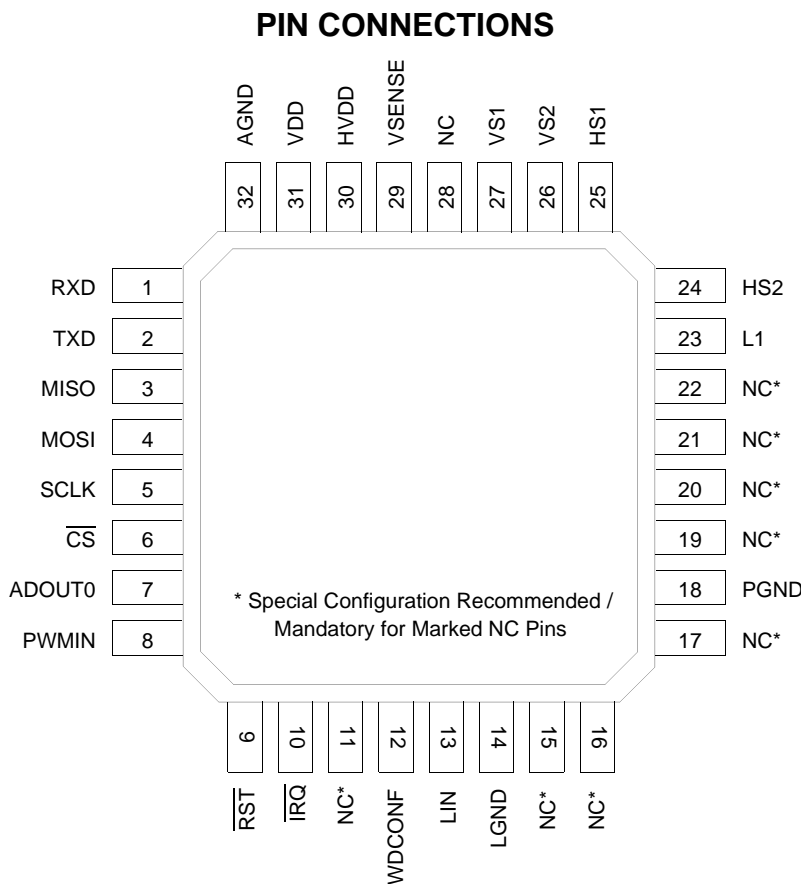 PIN CONNECTIONS
AGND
VDD
HVDD
VSENSE
NC
VS1
VS2
HS1
32
31
30
29
28
27
26
25
RXD 1
TXD 2
MISO 3
MOSI 4
SCLK 5
C̅S̅ 6
ADOUT0 7
PWMIN 8
24 HS2
23 L1
22 NC*
21 NC*
20 NC*
19 NC*
18 PGND
17 NC*
* Special Configuration Recommended /
Mandatory for Marked NC Pins
9
10
11
12
13
14
15
16
R̅S̅T̅
I̅R̅Q̅
NC*
WDCONF
LIN
LGND
NC*
NC*